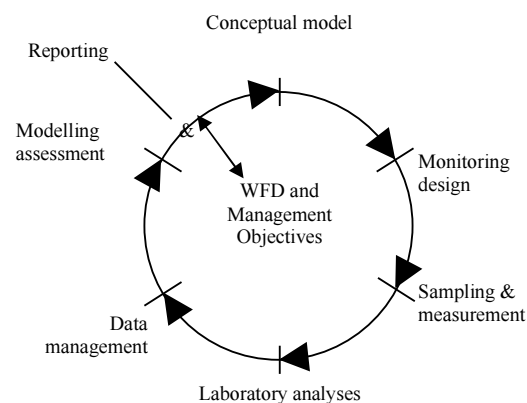 Conceptual model
Reporting
&
Modelling
assessment
WFD and
Management
Objectives
Monitoring
design
Sampling &
measurement
Data
management
Laboratory analyses